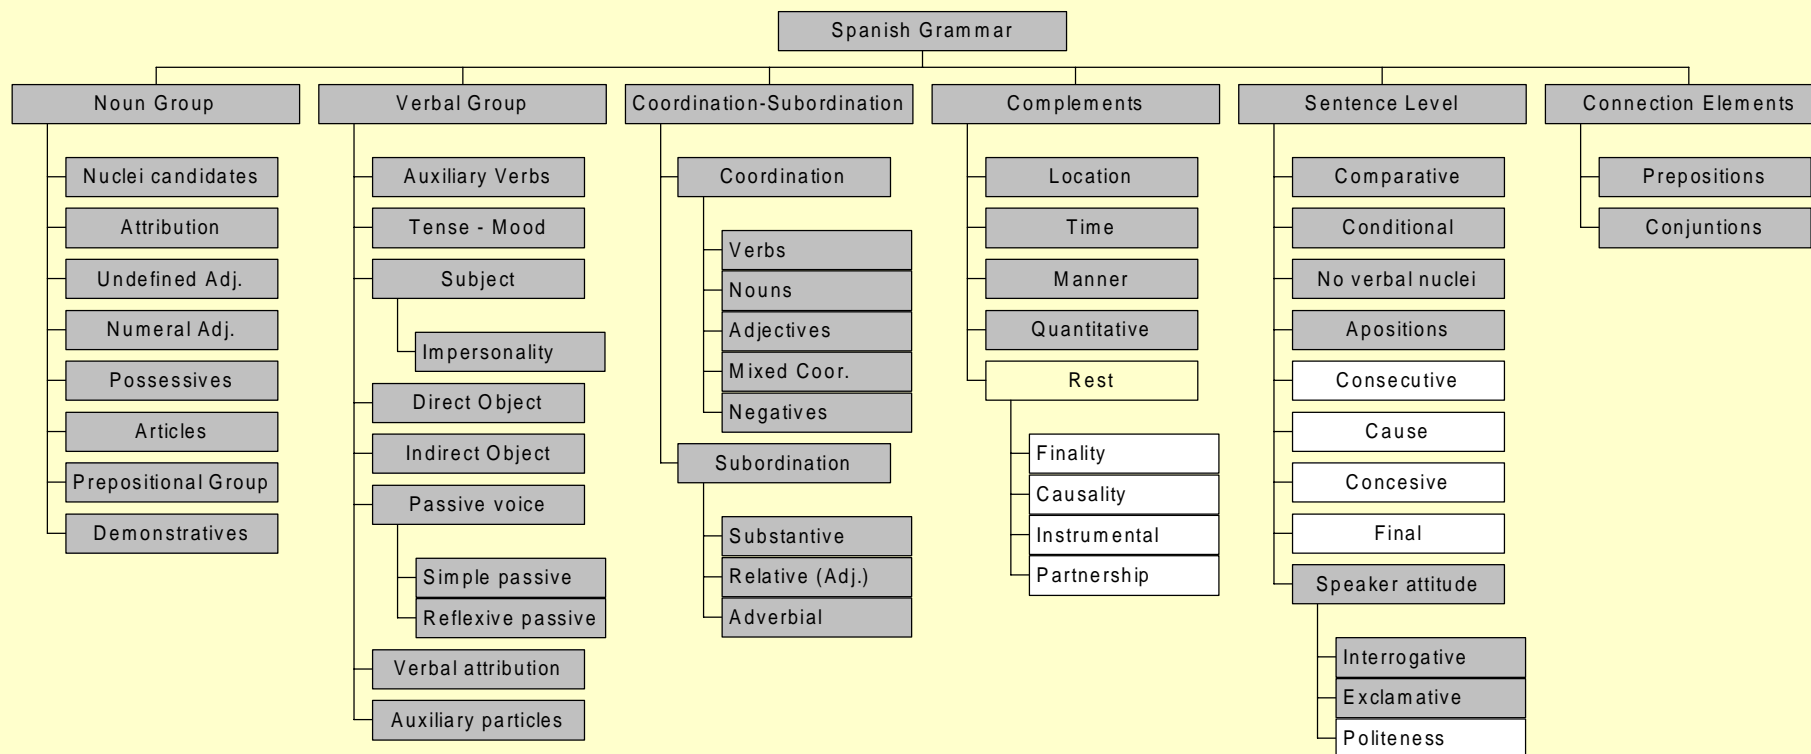 Spanish Grammar
Noun Group
Nuclei candidates
Attribution
Undefined Adj.
Numeral Adj.
Possessives
Articles
Prepositional Group
Demonstratives
Verbal Group
Auxiliary Verbs
Tense - Mood
Subject
Impersonality
Direct Object
Indirect Object
Passive voice
Simple passive
Reflexive passive
Verbal attribution
Auxiliary particles
Coordination-Subordination
Coordination
Verbs
Nouns
Adjectives
Mixed Coor.
Negatives
Subordination
Substantive
Relative (Adj.)
Adverbial
Complements
Location
Time
Manner
Quantitative
Rest
Finality
Causality
Instrumental
Partnership
Sentence Level
Comparative
Conditional
No verbal nuclei
Apositions
Consecutive
Cause
Concesive
Final
Speaker attitude
Interrogative
Exclamative
Politeness
Connection Elements
Prepositions
Conjuntions